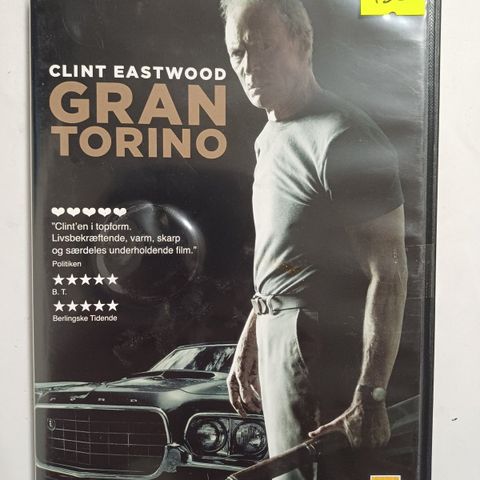 CLINT EASTWOOD
GRAN
TORINO
"Clint'en i topform.
Livsbekræftende, varm, skarp
og særdeles underholdende film."
Politiken
B. T.
Berlingske Tidende
FORD